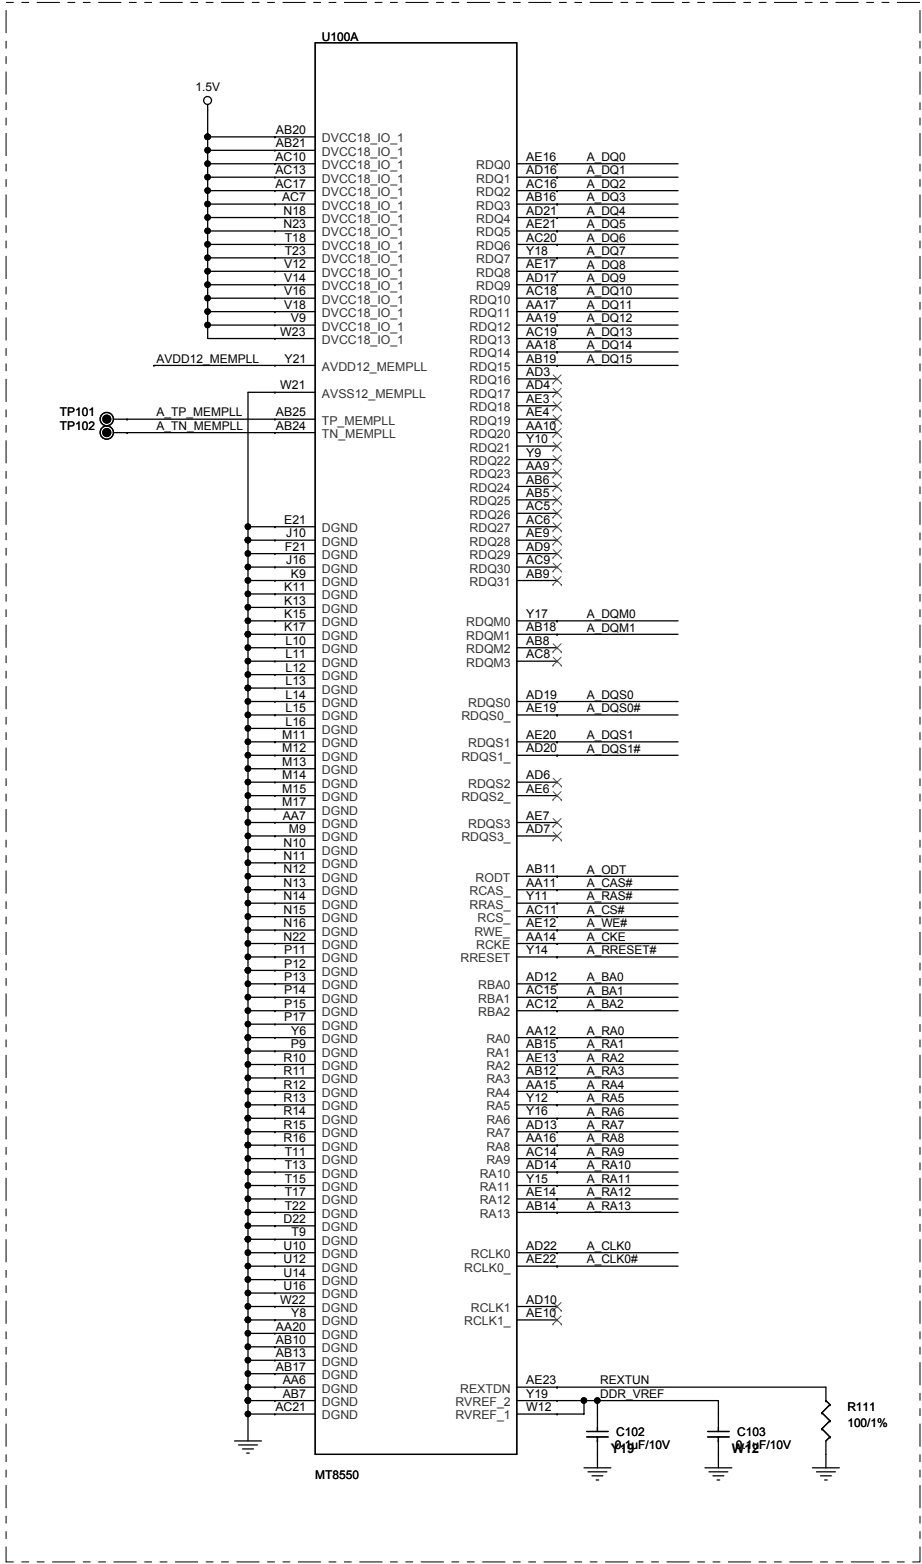 U100A
1.5V
AB20 DVCC18_IO_1
AB21 DVCC18_IO_1
AC10 DVCC18_IO_1
AC13 DVCC18_IO_1
AC17 DVCC18_IO_1
AC7 DVCC18_IO_1
N18 DVCC18_IO_1
N23 DVCC18_IO_1
T18 DVCC18_IO_1
T23 DVCC18_IO_1
V12 DVCC18_IO_1
V14 DVCC18_IO_1
V16 DVCC18_IO_1
V18 DVCC18_IO_1
V9 DVCC18_IO_1
W23 DVCC18_IO_1
AVDD12_MEMPLL Y21 AVDD12_MEMPLL
W21 AVSS12_MEMPLL
TP101 A_TP_MEMPLL AB25 TP_MEMPLL
TP102 A_TN_MEMPLL AB24 TN_MEMPLL
E21 DGND
J10 DGND
F21 DGND
J16 DGND
K9 DGND
K11 DGND
K13 DGND
K15 DGND
K17 DGND
L10 DGND
L11 DGND
L12 DGND
L13 DGND
L14 DGND
L15 DGND
L16 DGND
M11 DGND
M12 DGND
M13 DGND
M14 DGND
M15 DGND
M17 DGND
AA7 DGND
M9 DGND
N10 DGND
N11 DGND
N12 DGND
N13 DGND
N14 DGND
N15 DGND
N16 DGND
N22 DGND
P11 DGND
P12 DGND
P13 DGND
P14 DGND
P15 DGND
P17 DGND
Y6 DGND
P9 DGND
R10 DGND
R11 DGND
R12 DGND
R13 DGND
R14 DGND
R15 DGND
R16 DGND
T11 DGND
T13 DGND
T15 DGND
T17 DGND
T22 DGND
D22 DGND
T9 DGND
U10 DGND
U12 DGND
U14 DGND
U16 DGND
W22 DGND
Y8 DGND
AA20 DGND
AB10 DGND
AB13 DGND
AB17 DGND
AA6 DGND
AB7 DGND
AC21 DGND
RDQ0 AE16 A_DQ0
RDQ1 AD16 A_DQ1
RDQ2 AC16 A_DQ2
RDQ3 AB16 A_DQ3
RDQ4 AD21 A_DQ4
RDQ5 AE21 A_DQ5
RDQ6 AC20 A_DQ6
RDQ7 Y18 A_DQ7
RDQ8 AE17 A_DQ8
RDQ9 AD17 A_DQ9
RDQ10 AC18 A_DQ10
RDQ11 AA17 A_DQ11
RDQ12 AA19 A_DQ12
RDQ13 AC19 A_DQ13
RDQ14 AA18 A_DQ14
RDQ15 AB19 A_DQ15
RDQ16 AD3
RDQ17 AD4
RDQ18 AE3
RDQ19 AE4
RDQ20 AA10
RDQ21 Y10
RDQ22 Y9
RDQ23 AA9
RDQ24 AB6
RDQ25 AB5
RDQ26 AC5
RDQ27 AC6
RDQ28 AE9
RDQ29 AD9
RDQ30 AC9
RDQ31 AB9
RDQM0 Y17 A_DQM0
RDQM1 AB18 A_DQM1
RDQM2 AB8
RDQM3 AC8
RDQS0 AD19 A_DQS0
RDQS0_ AE19 A_DQS0#
RDQS1 AE20 A_DQS1
RDQS1_ AD20 A_DQS1#
RDQS2 AD6
RDQS2_ AE6
RDQS3 AE7
RDQS3_ AD7
RODT AB11 A_ODT
RCAS_ AA11 A_CAS#
RRAS_ Y11 A_RAS#
RCS_ AC11 A_CS#
RWE_ AE12 A_WE#
RCKE AA14 A_CKE
RRESET Y14 A_RRESET#
RBA0 AD12 A_BA0
RBA1 AC15 A_BA1
RBA2 AC12 A_BA2
RA0 AA12 A_RA0
RA1 AB15 A_RA1
RA2 AE13 A_RA2
RA3 AB12 A_RA3
RA4 AA15 A_RA4
RA5 Y12 A_RA5
RA6 Y16 A_RA6
RA7 AD13 A_RA7
RA8 AA16 A_RA8
RA9 AC14 A_RA9
RA10 AD14 A_RA10
RA11 Y15 A_RA11
RA12 AE14 A_RA12
RA13 AB14 A_RA13
RCLK0 AD22 A_CLK0
RCLK0_ AE22 A_CLK0#
RCLK1 AD10
RCLK1_ AE10
REXTDN AE23 REXTUN
RVREF_2 Y19 DDR_VREF
RVREF_1 W12
C102
0.1uF/10V
Y19
C103
0.1uF/10V
W12
R111
100/1%
MT8550